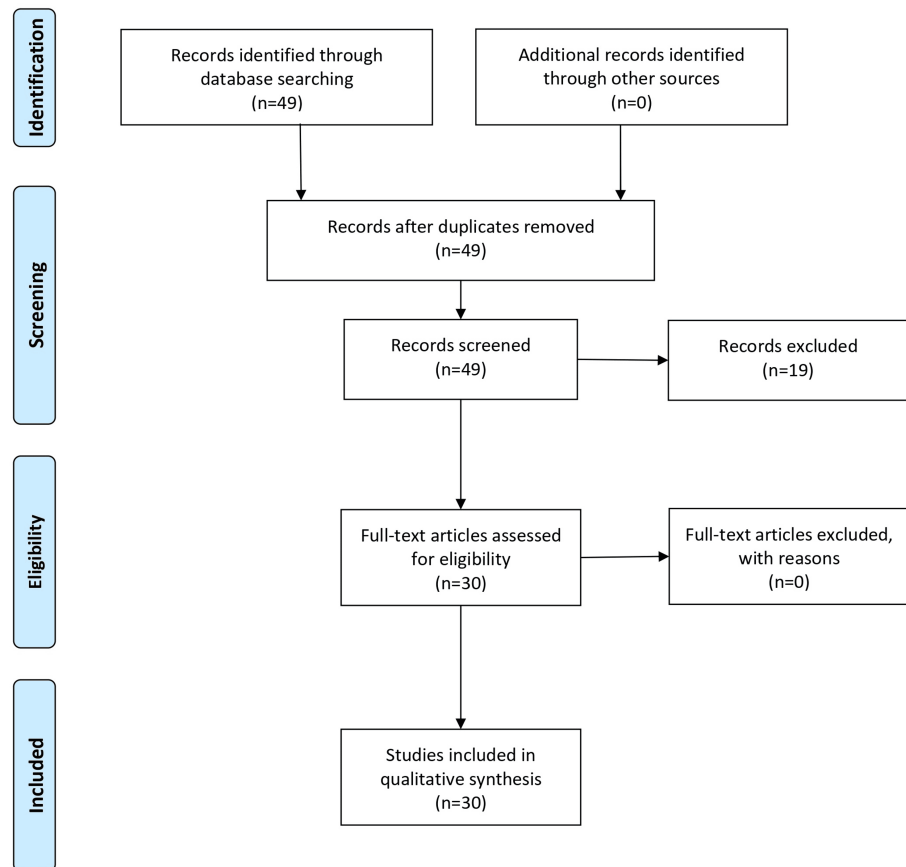 Identification
Records identified through
database searching
(n=49)
Additional records identified
through other sources
(n=0)
Screening
Records after duplicates removed
(n=49)
Records screened
(n=49)
Records excluded
(n=19)
Eligibility
Full-text articles assessed
for eligibility
(n=30)
Full-text articles excluded,
with reasons
(n=0)
Included
Studies included in
qualitative synthesis
(n=30)